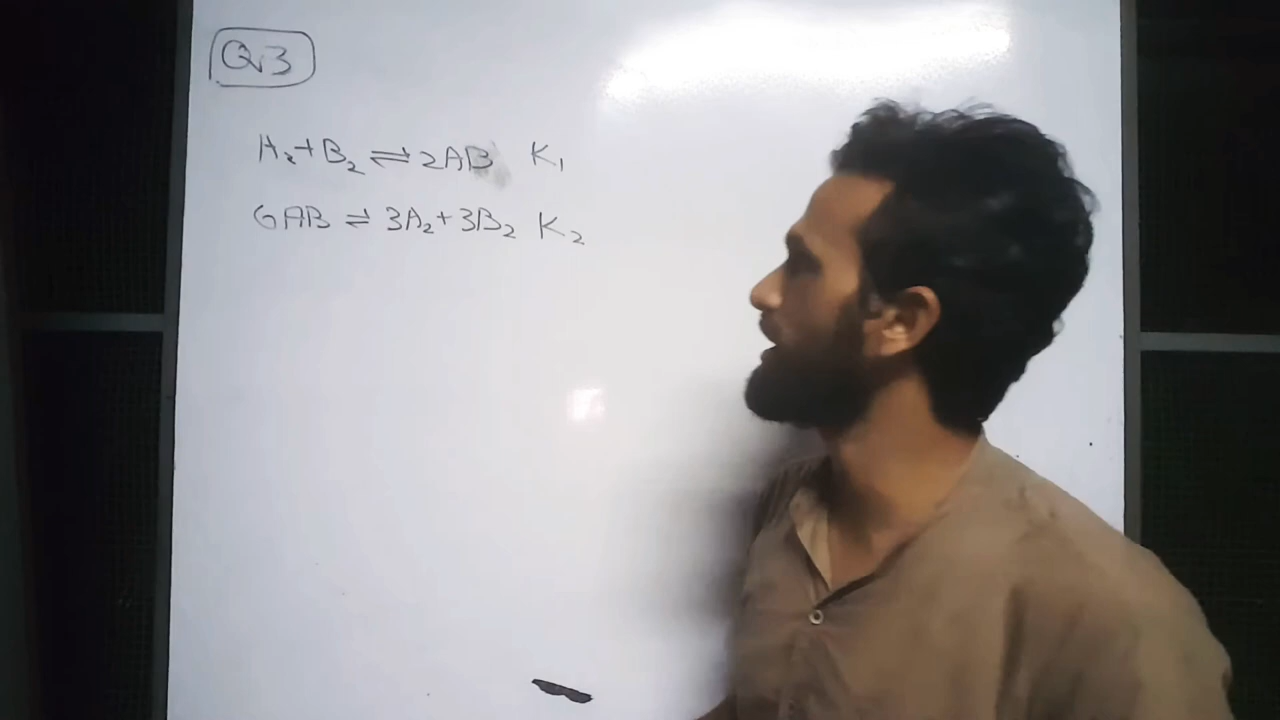 Q3
A₂+B₂ ⇌ 2AB K₁
6AB ⇌ 3A₂+3B₂ K₂